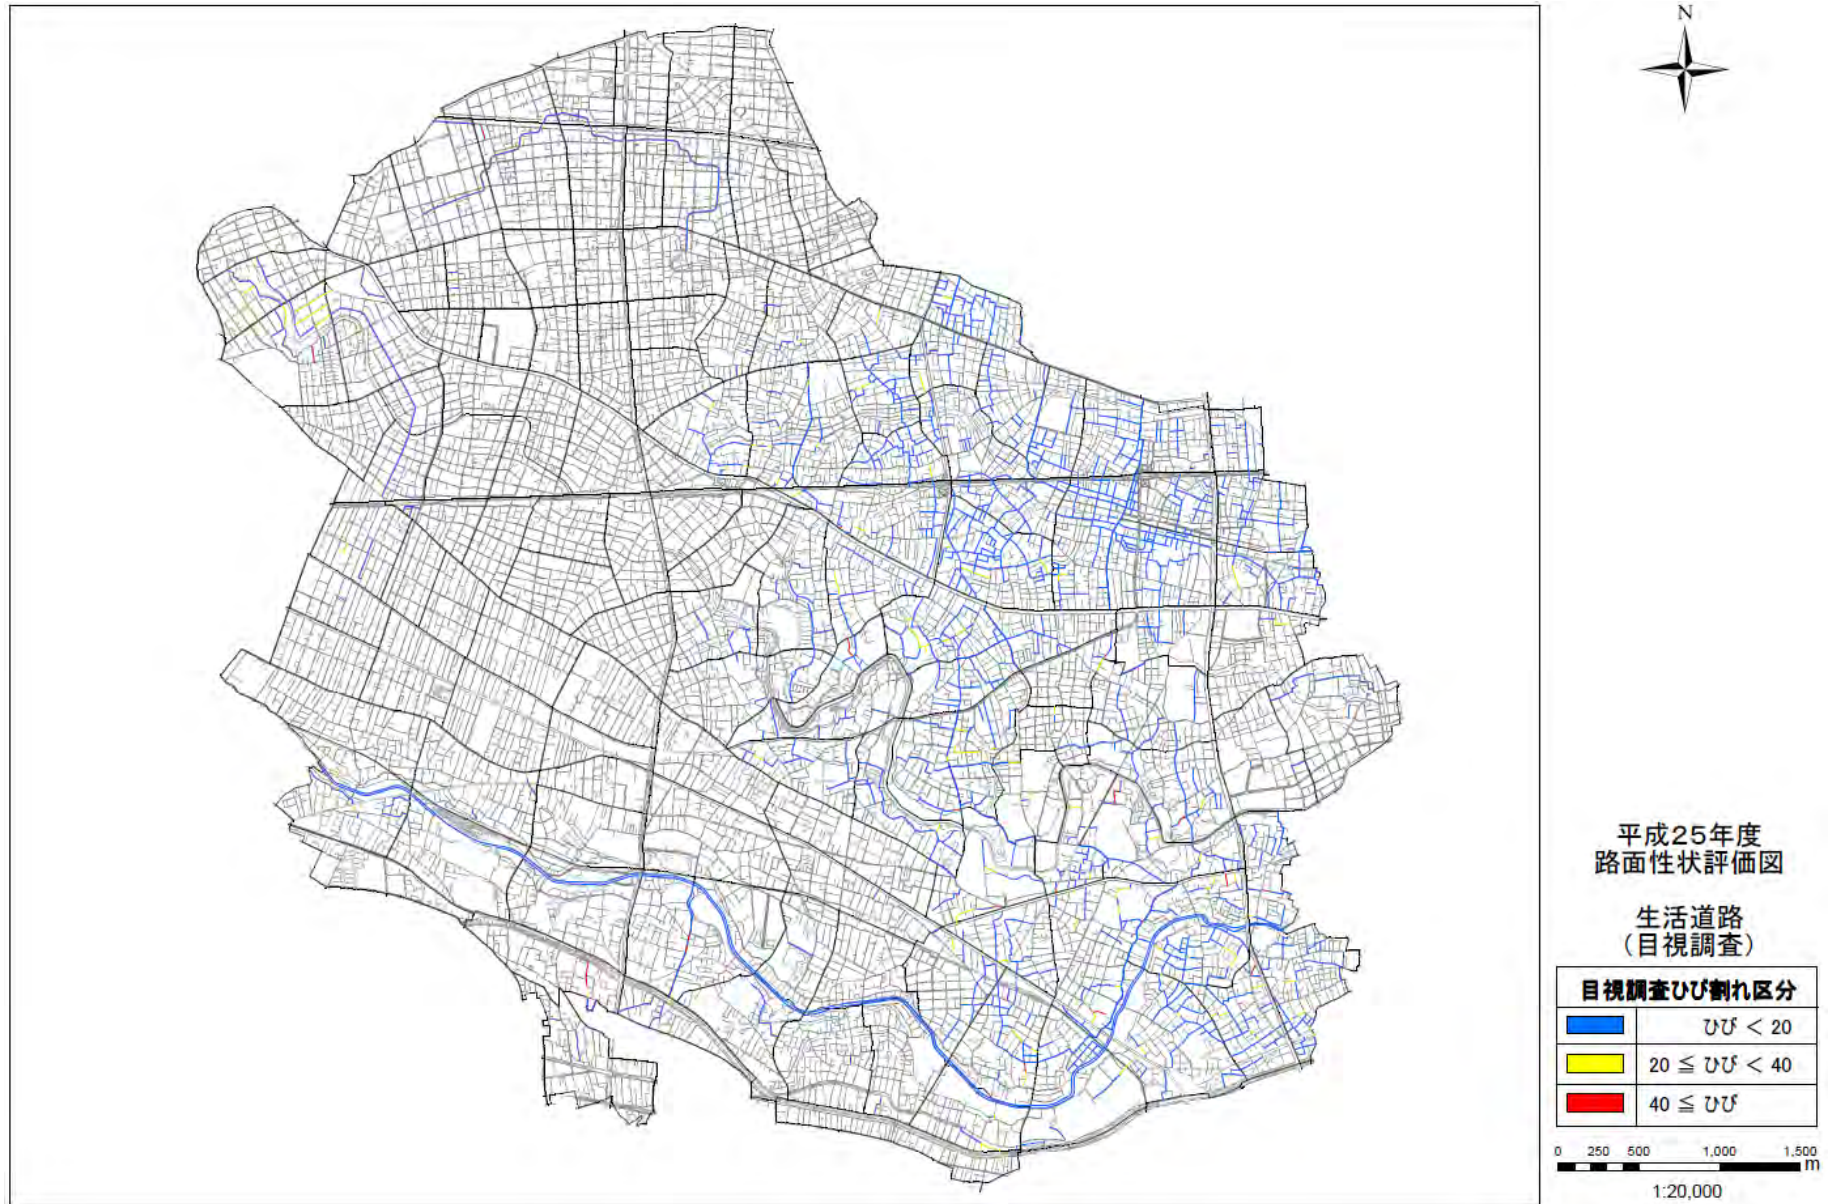 N
平成25年度
路面性状評価図
生活道路
（目視調査）
目視調査ひび割れ区分
ひび < 20
20 ≦ ひび < 40
40 ≦ ひび
0 250 500 1,000 1,500
m
1:20,000